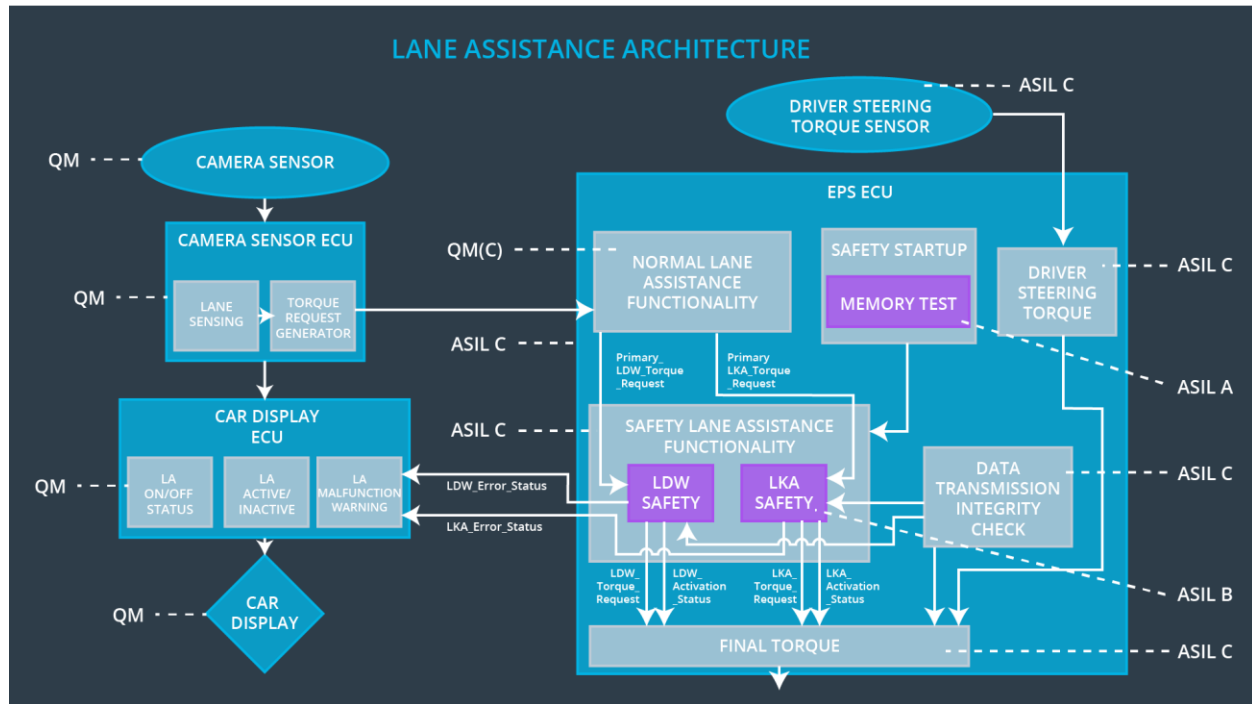 LANE ASSISTANCE ARCHITECTURE
ASIL C
DRIVER STEERING
TORQUE SENSOR
QM
CAMERA SENSOR
EPS ECU
CAMERA SENSOR ECU
QM(C)
NORMAL LANE
ASSISTANCE
FUNCTIONALITY
SAFETY STARTUP
MEMORY TEST
DRIVER
STEERING
TORQUE
ASIL C
QM
LANE
SENSING
TORQUE
REQUEST
GENERATOR
ASIL C
Primary_
LDW_Torque
_Request
Primary
LKA_Torque
_Request
ASIL A
CAR DISPLAY
ECU
ASIL C
SAFETY LANE ASSISTANCE
FUNCTIONALITY
QM
LA
ON/OFF
STATUS
LA
ACTIVE/
INACTIVE
LA
MALFUNCTION
WARNING
LDW_Error_Status
LKA_Error_Status
LDW
SAFETY
LKA
SAFETY
DATA
TRANSMISSION
INTEGRITY
CHECK
ASIL C
LDW_
Torque_
Request
LDW_
Activation
_Status
LKA_
Torque_
Request
LKA_
Activation
_Status
ASIL B
QM
CAR
DISPLAY
FINAL TORQUE
ASIL C